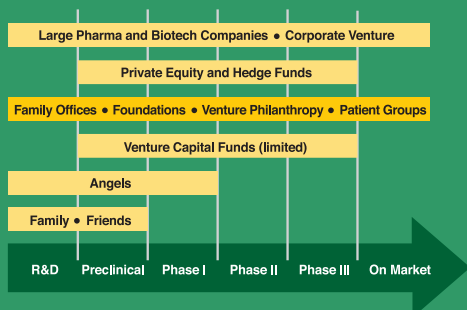 Large Pharma and Biotech Companies ● Corporate Venture
Private Equity and Hedge Funds
Family Offices ● Foundations ● Venture Philanthropy ● Patient Groups
Venture Capital Funds (limited)
Angels
Family ● Friends
R&D Preclinical Phase I Phase II Phase III On Market